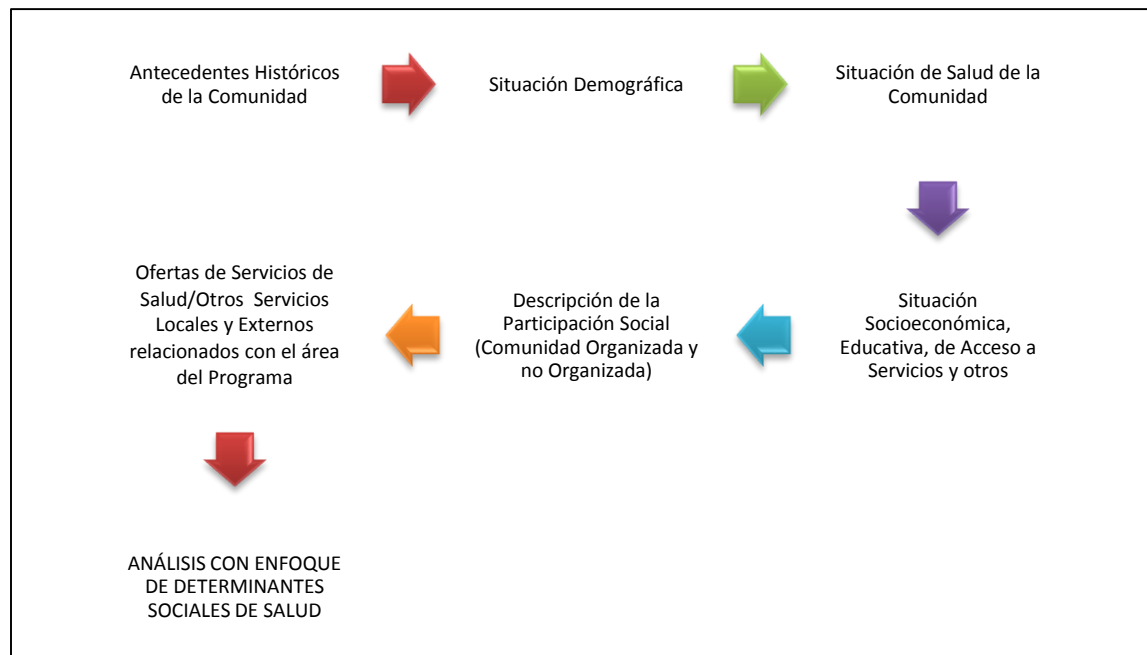 Antecedentes Históricos
de la Comunidad
Situación Demográfica
Situación de Salud de la
Comunidad
Situación
Socioeconómica,
Educativa, de Acceso a
Servicios y otros
Descripción de la
Participación Social
(Comunidad Organizada y
no Organizada)
Ofertas de Servicios de
Salud/Otros Servicios
Locales y Externos
relacionados con el área
del Programa
ANÁLISIS CON ENFOQUE
DE DETERMINANTES
SOCIALES DE SALUD